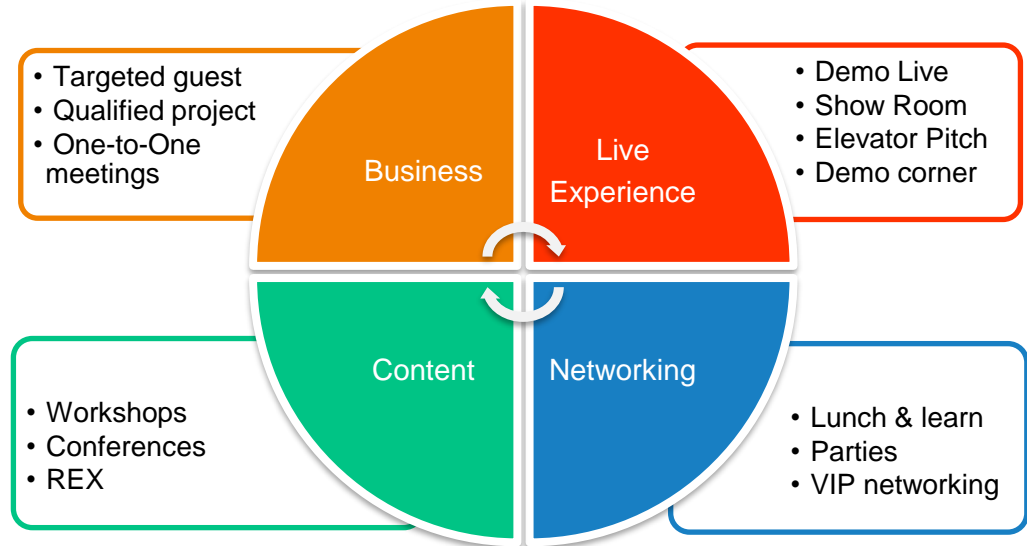 • Targeted guest
• Qualified project
• One-to-One
meetings
Business
Live
Experience
• Demo Live
• Show Room
• Elevator Pitch
• Demo corner
• Workshops
• Conferences
• REX
Content
Networking
• Lunch & learn
• Parties
• VIP networking